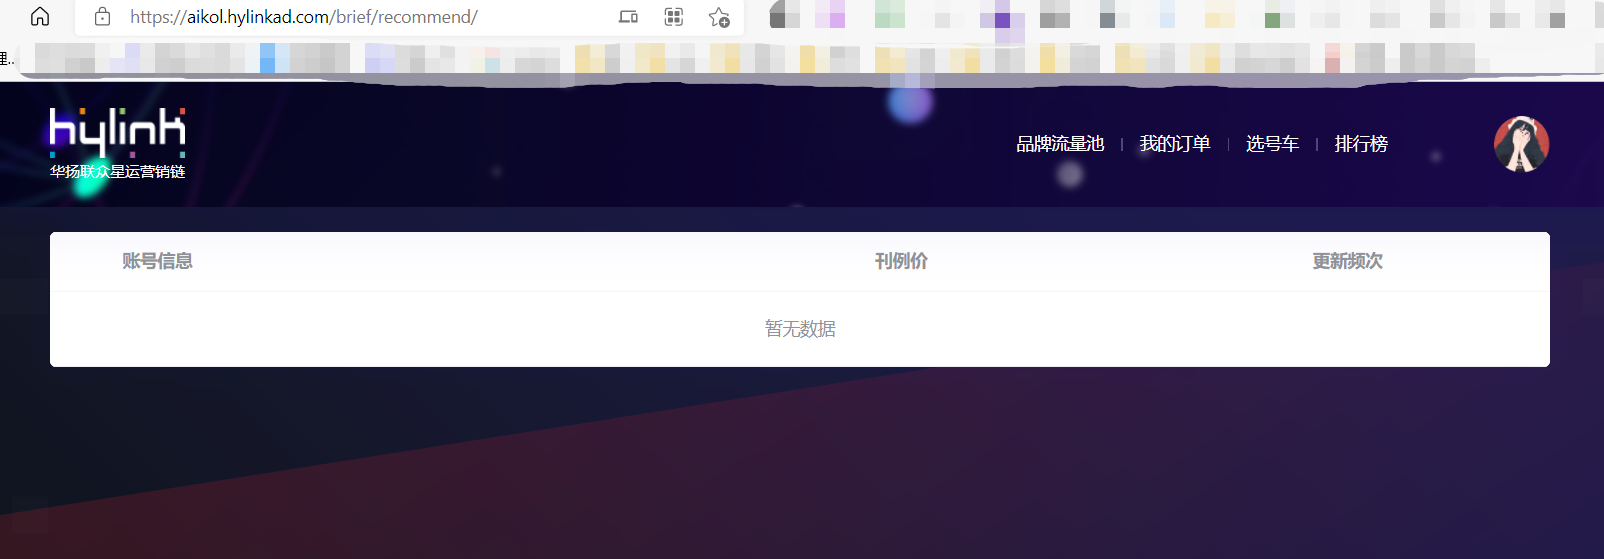 https://aikol.hylinkad.com/brief/recommend/
理...
hylink
华扬联众星运营销链
品牌流量池 | 我的订单 | 选号车 | 排行榜
账号信息 刊例价 更新频次
暂无数据